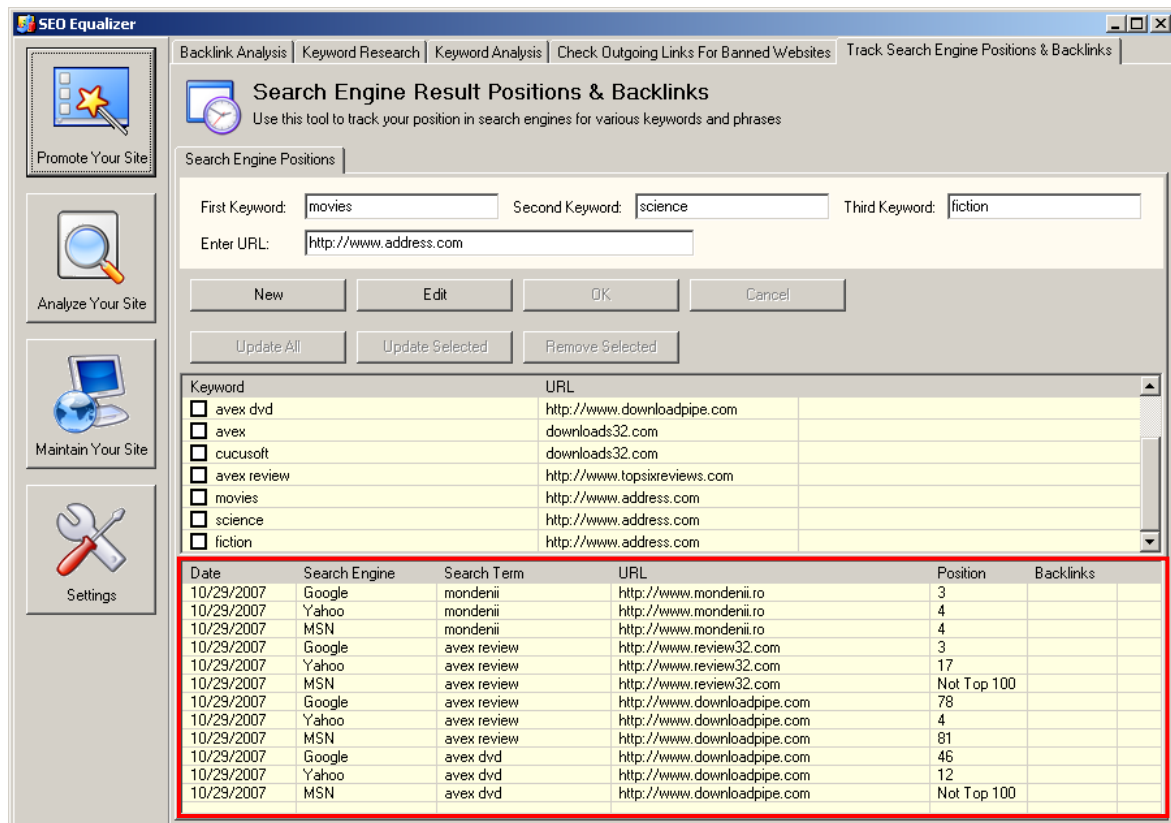 SEO Equalizer
Backlink Analysis Keyword Research Keyword Analysis Check Outgoing Links For Banned Websites Track Search Engine Positions & Backlinks
Search Engine Result Positions & Backlinks
Use this tool to track your position in search engines for various keywords and phrases
Promote Your Site
Analyze Your Site
Maintain Your Site
Settings
Search Engine Positions
First Keyword: movies Second Keyword: science Third Keyword: fiction
Enter URL: http://www.address.com
New Edit OK Cancel
Update All Update Selected Remove Selected
Keyword URL
avex dvd http://www.downloadpipe.com
avex downloads32.com
cucusoft downloads32.com
avex review http://www.topsixreviews.com
movies http://www.address.com
science http://www.address.com
fiction http://www.address.com
Date Search Engine Search Term URL Position Backlinks
10/29/2007 Google mondenii http://www.mondenii.ro 3
10/29/2007 Yahoo mondenii http://www.mondenii.ro 4
10/29/2007 MSN mondenii http://www.mondenii.ro 4
10/29/2007 Google avex review http://www.review32.com 3
10/29/2007 Yahoo avex review http://www.review32.com 17
10/29/2007 MSN avex review http://www.review32.com Not Top 100
10/29/2007 Google avex review http://www.downloadpipe.com 78
10/29/2007 Yahoo avex review http://www.downloadpipe.com 4
10/29/2007 MSN avex review http://www.downloadpipe.com 81
10/29/2007 Google avex dvd http://www.downloadpipe.com 46
10/29/2007 Yahoo avex dvd http://www.downloadpipe.com 12
10/29/2007 MSN avex dvd http://www.downloadpipe.com Not Top 100